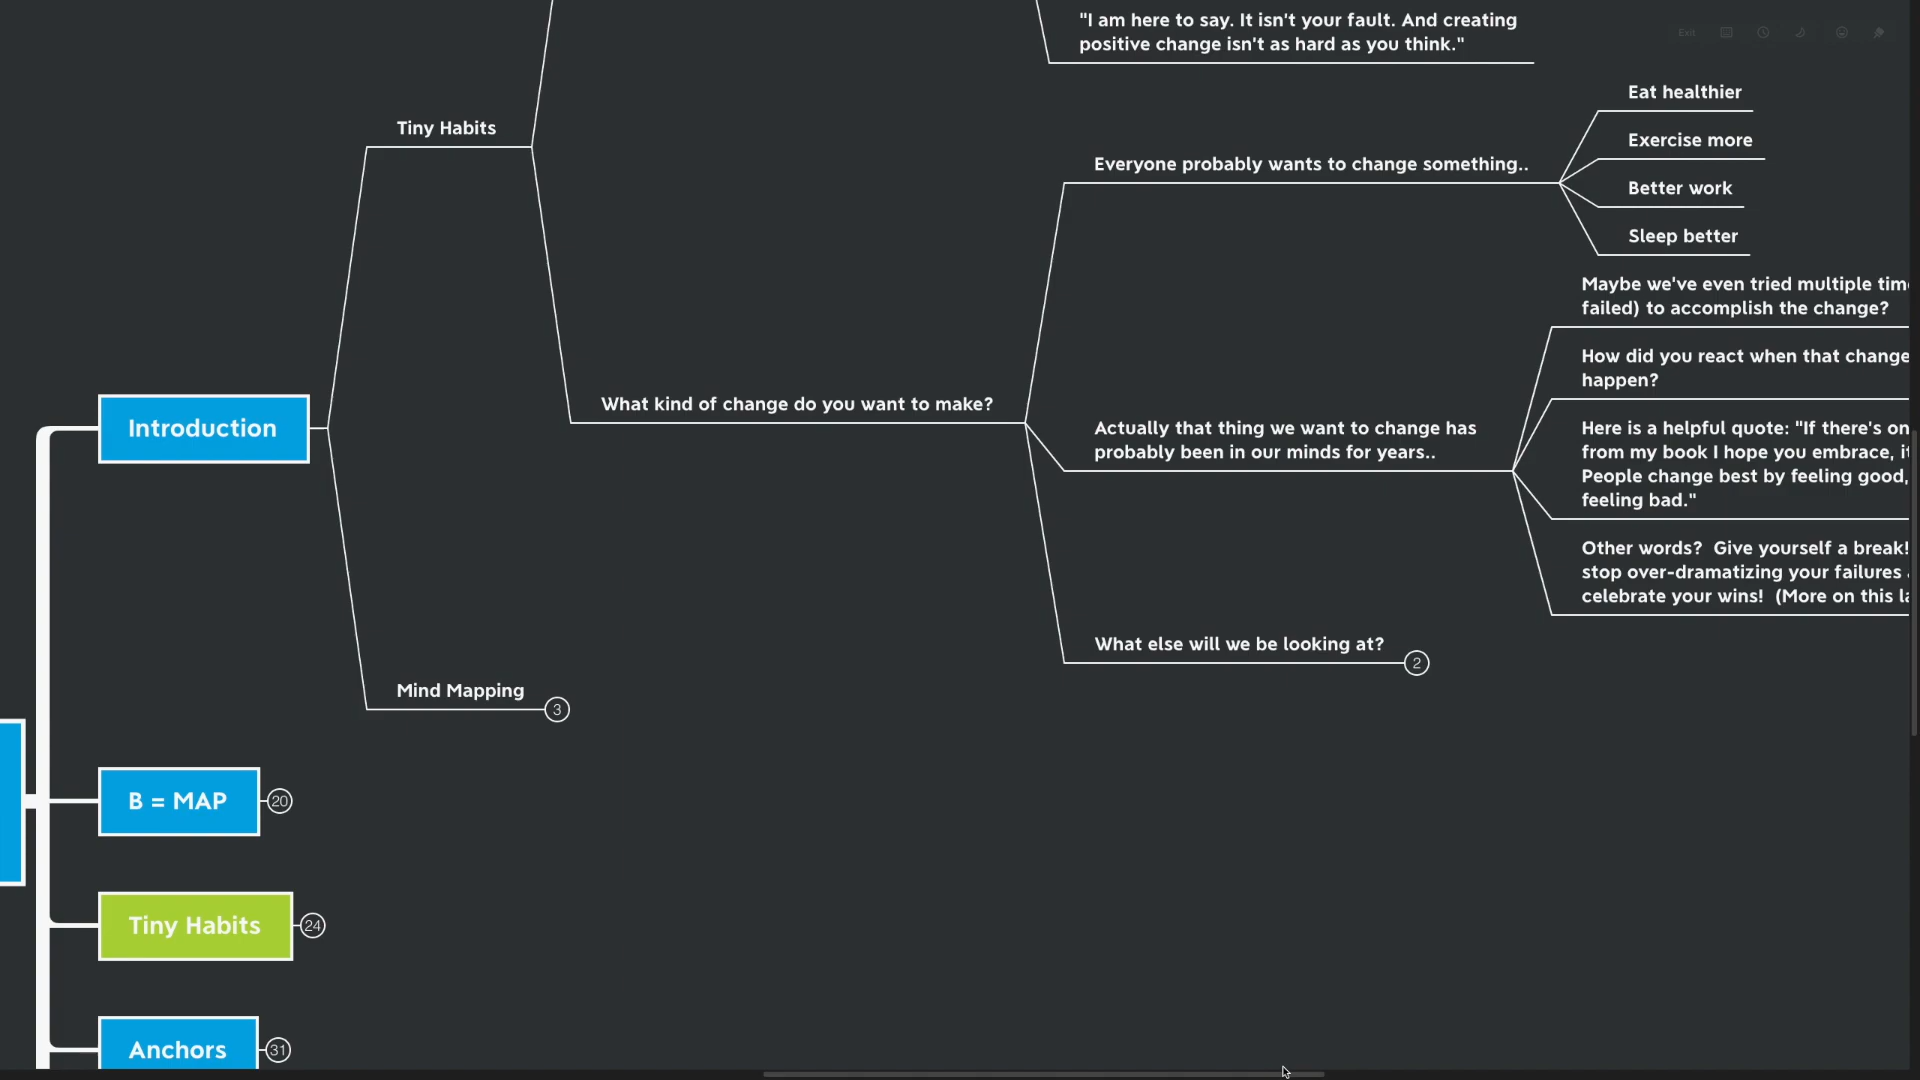 "I am here to say. It isn't your fault. And creating
positive change isn't as hard as you think."
Exit
Tiny Habits
Everyone probably wants to change something..
Eat healthier
Exercise more
Better work
Sleep better
What kind of change do you want to make?
Actually that thing we want to change has
probably been in our minds for years..
Maybe we've even tried multiple
failed) to accomplish the change?
How did you react when that change
happen?
Here is a helpful quote: "If there's
from my book I hope you embrace,
People change best by feeling good,
feeling bad."
Other words?  Give yourself a break!
stop over-dramatizing your failures
celebrate your wins!  (More on this
What else will we be looking at?
2
Introduction
Mind Mapping
3
B = MAP
20
Tiny Habits
24
Anchors
31